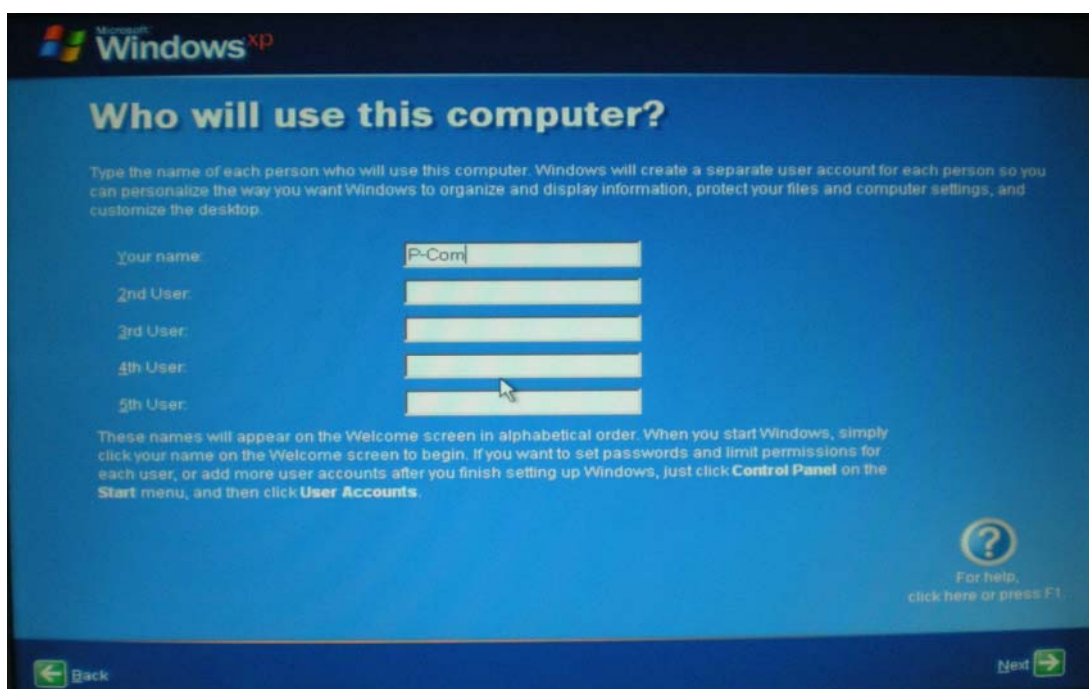 Microsoft
Windows xp
Who will use this computer?
Type the name of each person who will use this computer. Windows will create a separate user account for each person so you
can personalize the way you want Windows to organize and display information, protect your files and computer settings, and
customize the desktop.
Your name: P-Com
2nd User:
3rd User:
4th User:
5th User:
These names will appear on the Welcome screen in alphabetical order. When you start Windows, simply
click your name on the Welcome screen to begin. If you want to set passwords and limit permissions for
each user, or add more user accounts after you finish setting up Windows, just click Control Panel on the
Start menu, and then click User Accounts.
?
For help,
click here or press F1.
Back
Next